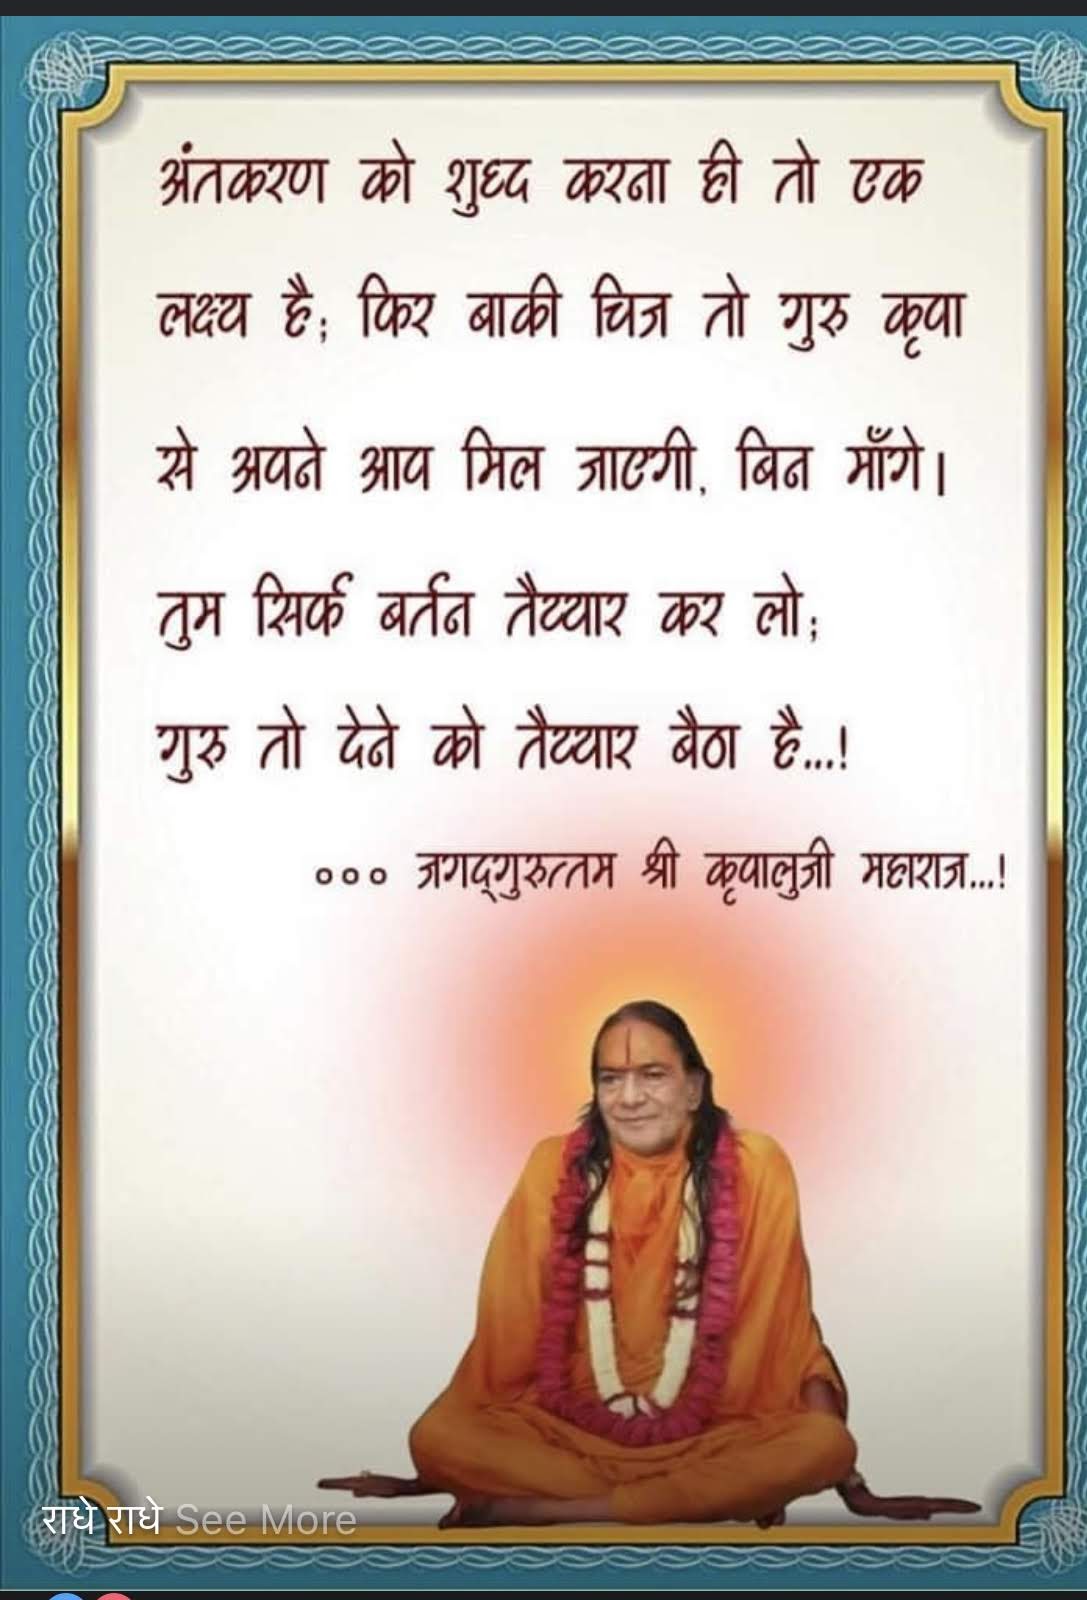 अंतकरण को शुध्द करना ही तो एक
लक्ष्य है; फिर बाकी चिज तो गुरु कृपा
से अपने आप मिल जाएगी, बिन माँगे।
तुम सिर्फ बर्तन तैय्यार कर लो;
गुरु तो देने को तैय्यार बैठा है...!
००० जगद्‌गुरुत्तम श्री कृपालुजी महाराज...!
राधे राधे See More